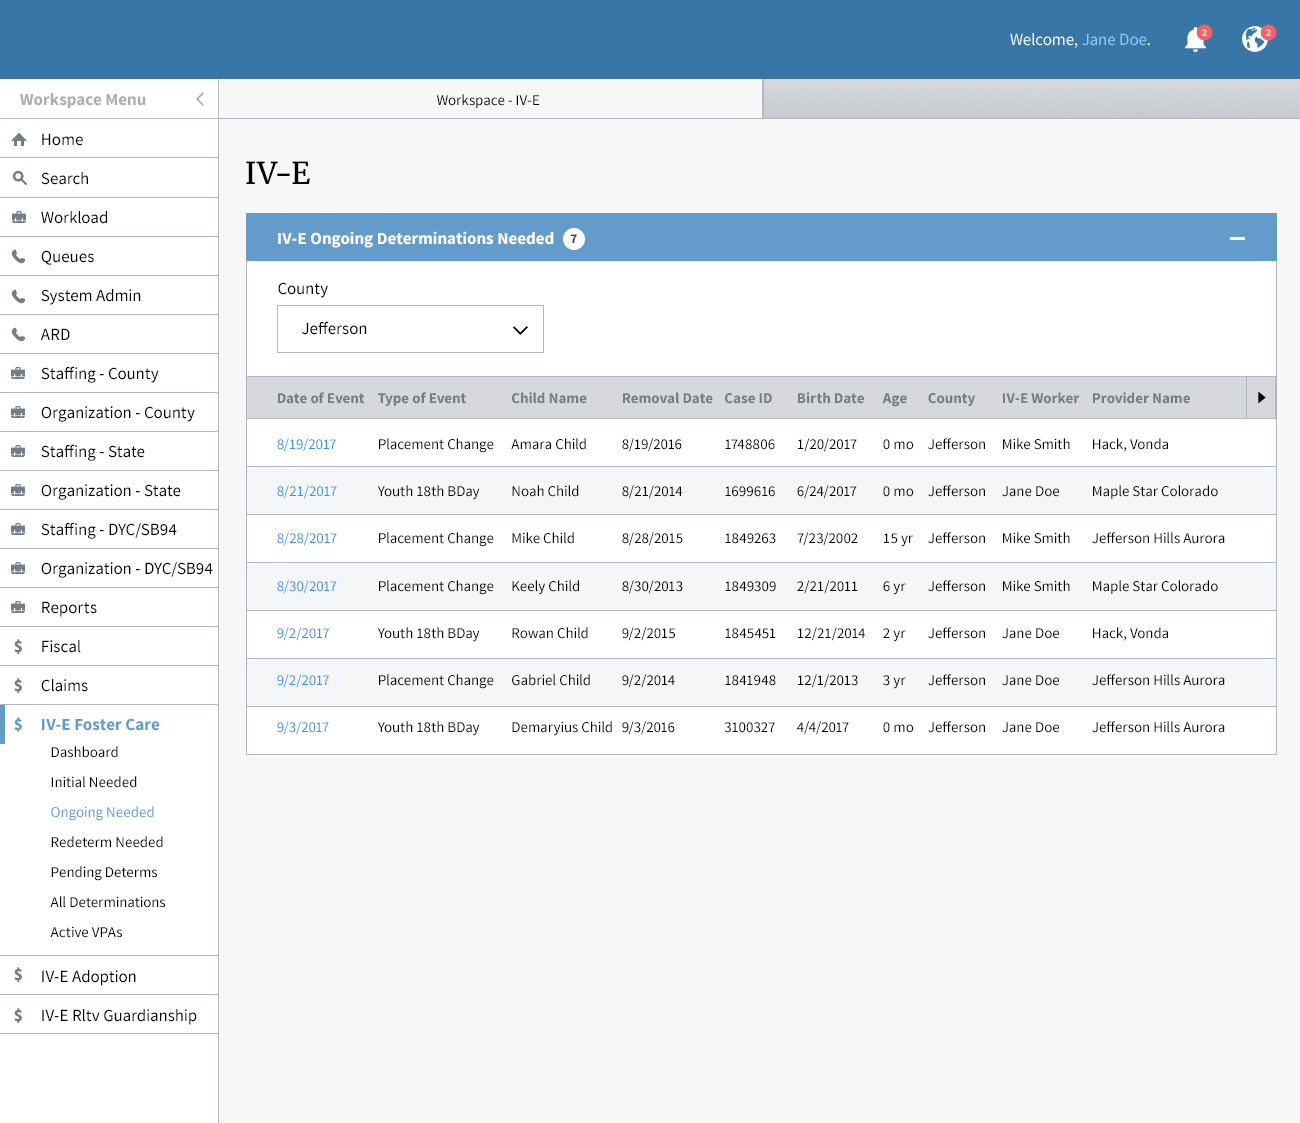 Welcome, Jane Doe.
2
2
Workspace Menu
Workspace - IV-E
Home
Search
Workload
Queues
System Admin
ARD
Staffing - County
Organization - County
Staffing - State
Organization - State
Staffing - DYC/SB94
Organization - DYC/SB94
Reports
$ Fiscal
$ Claims
$ IV-E Foster Care
Dashboard
Initial Needed
Ongoing Needed
Redeterm Needed
Pending Determs
All Determinations
Active VPAs
$ IV-E Adoption
$ IV-E Rltv Guardianship
IV-E
IV-E Ongoing Determinations Needed 7
County
Jefferson
Date of Event Type of Event Child Name Removal Date Case ID Birth Date Age County IV-E Worker Provider Name
8/19/2017 Placement Change Amara Child 8/19/2016 1748806 1/20/2017 0 mo Jefferson Mike Smith Hack, Vonda
8/21/2017 Youth 18th BDay Noah Child 8/21/2014 1699616 6/24/2017 0 mo Jefferson Jane Doe Maple Star Colorado
8/28/2017 Placement Change Mike Child 8/28/2015 1849263 7/23/2002 15 yr Jefferson Mike Smith Jefferson Hills Aurora
8/30/2017 Placement Change Keely Child 8/30/2013 1849309 2/21/2011 6 yr Jefferson Mike Smith Maple Star Colorado
9/2/2017 Youth 18th BDay Rowan Child 9/2/2015 1845451 12/21/2014 2 yr Jefferson Jane Doe Hack, Vonda
9/2/2017 Placement Change Gabriel Child 9/2/2014 1841948 12/1/2013 3 yr Jefferson Jane Doe Jefferson Hills Aurora
9/3/2017 Youth 18th BDay Demaryius Child 9/3/2016 3100327 4/4/2017 0 mo Jefferson Jane Doe Jefferson Hills Aurora